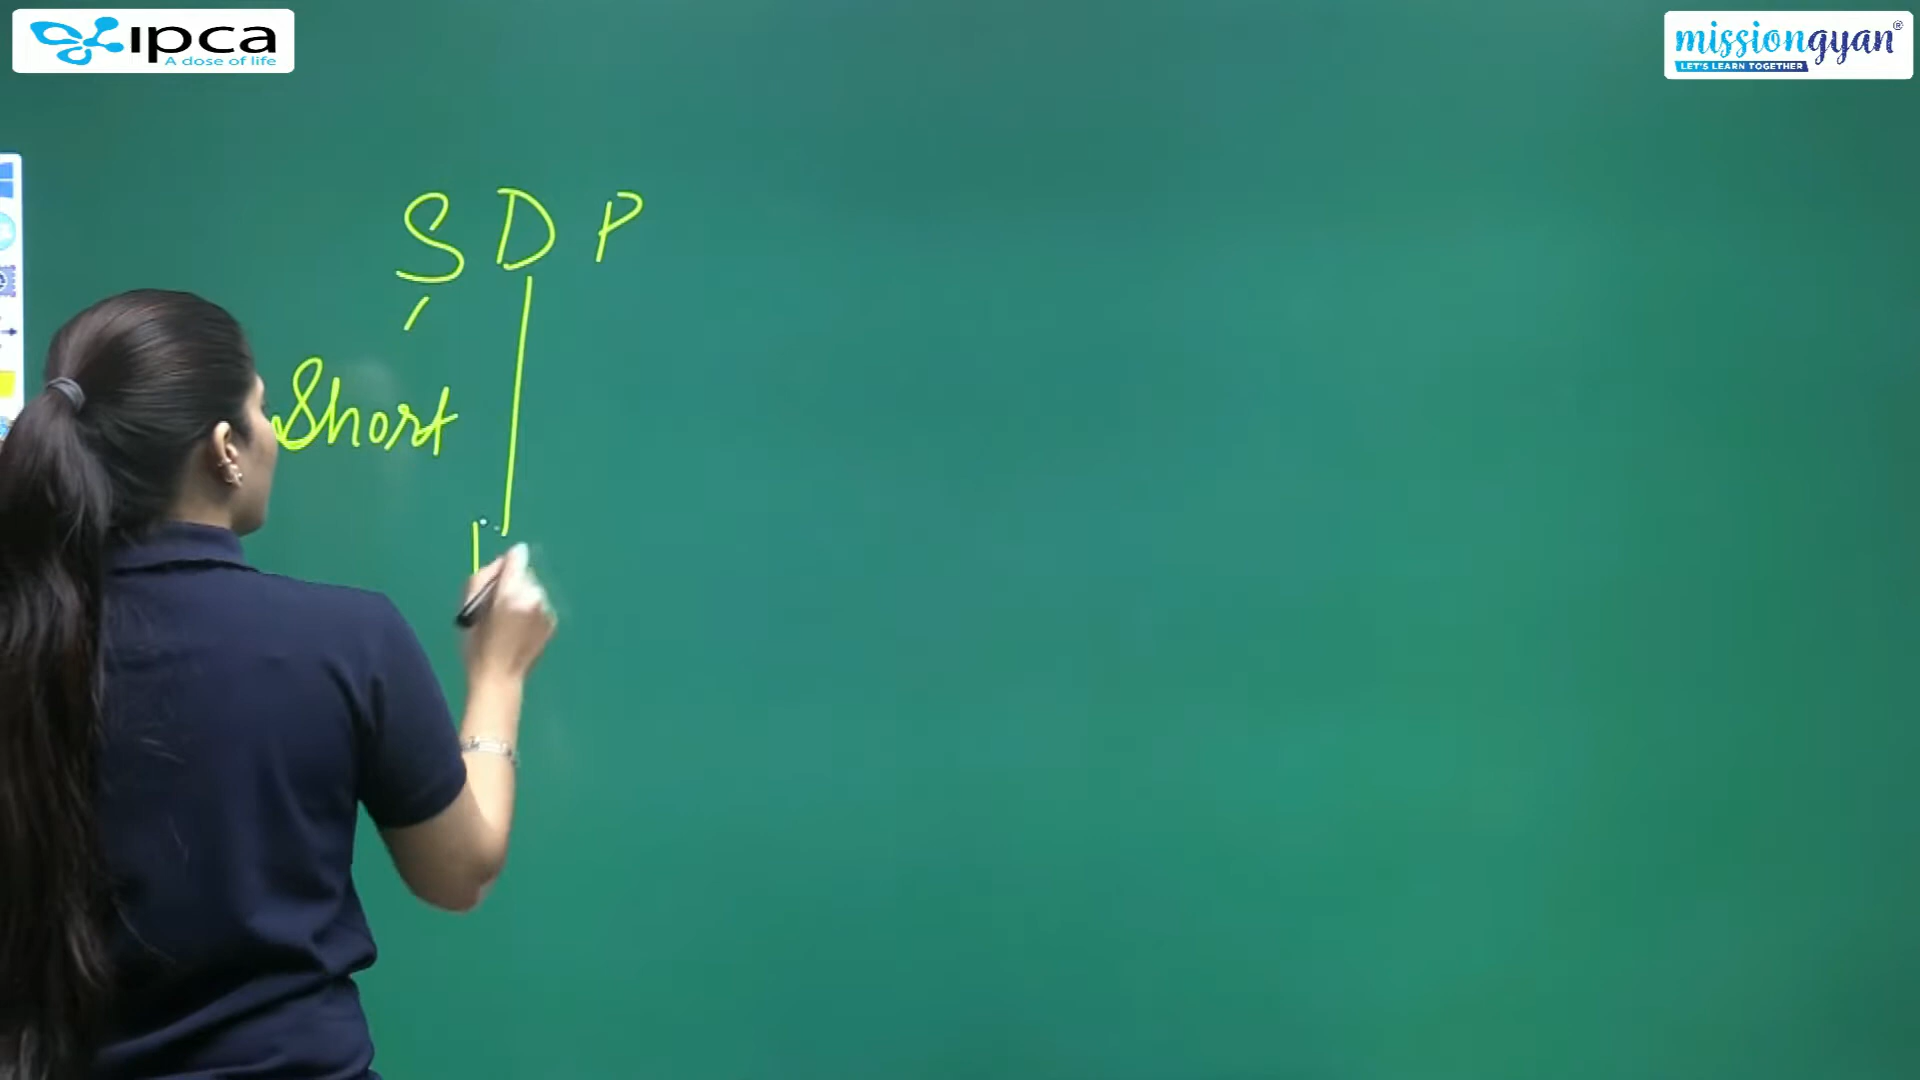 ipca
A dose of life
missiongyan®
LET'S LEARN TOGETHER
S D P
Short